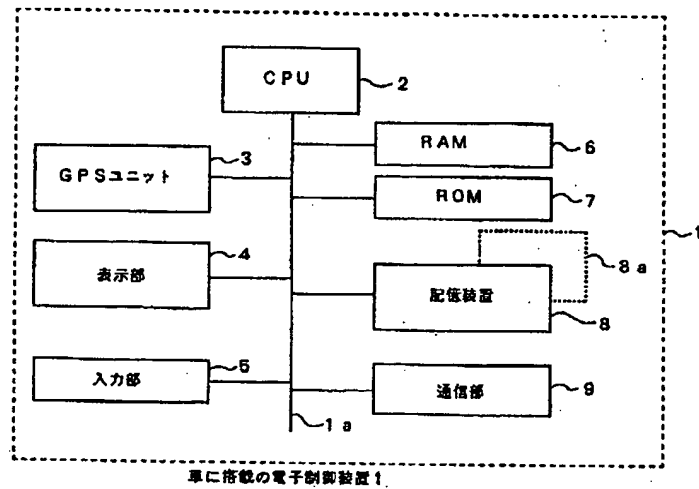 CPU
2
GPSユニット
3
RAM
6
ROM
7
1
表示部
4
8a
記憶装置
8
入力部
5
通信部
9
1a
車に搭載の電子制御装置1